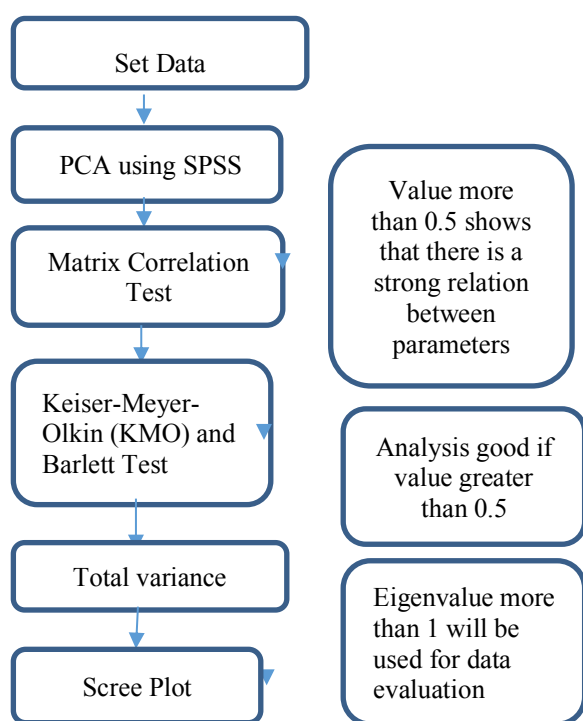 Set Data
PCA using SPSS
Matrix Correlation
Test
Value more
than 0.5 shows
that there is a
strong relation
between
parameters
Keiser-Meyer-
Olkin (KMO) and
Barlett Test
Analysis good if
value greater
than 0.5
Total variance
Scree Plot
Eigenvalue more
than 1 will be
used for data
evaluation